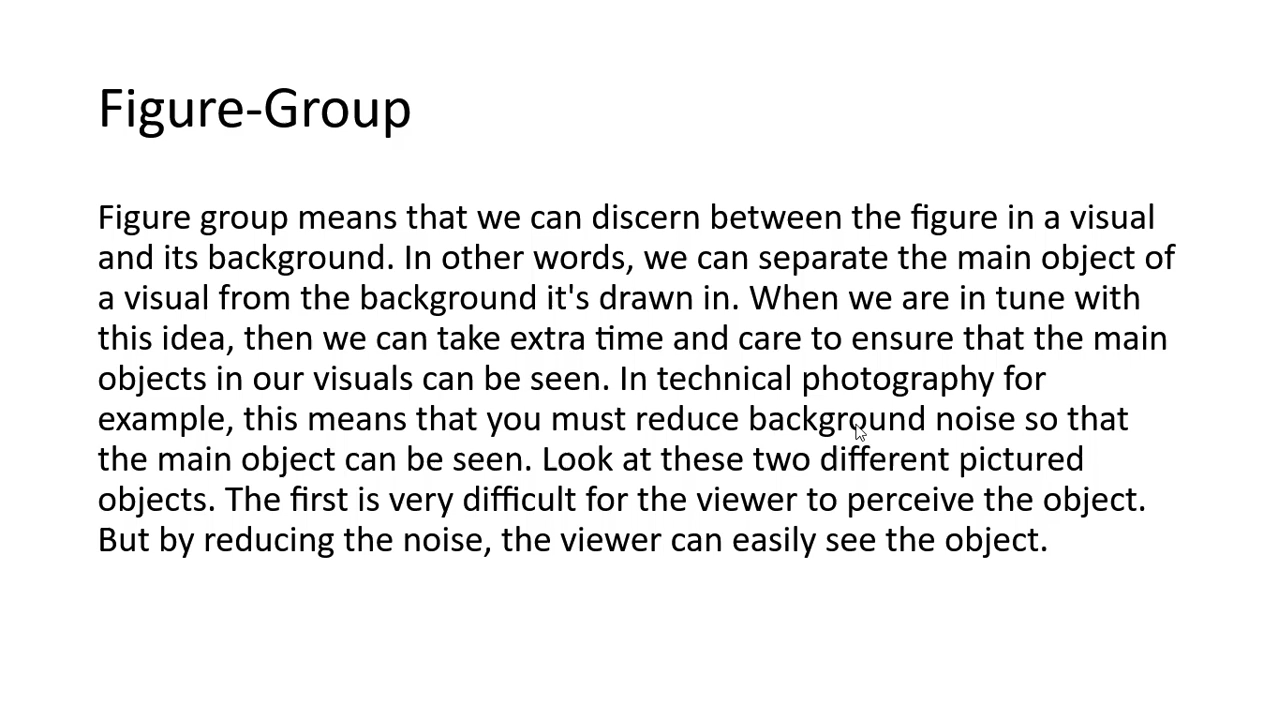 Figure-Group
Figure group means that we can discern between the figure in a visual
and its background. In other words, we can separate the main object of
a visual from the background it's drawn in. When we are in tune with
this idea, then we can take extra time and care to ensure that the main
objects in our visuals can be seen. In technical photography for
example, this means that you must reduce background noise so that
the main object can be seen. Look at these two different pictured
objects. The first is very difficult for the viewer to perceive the object.
But by reducing the noise, the viewer can easily see the object.